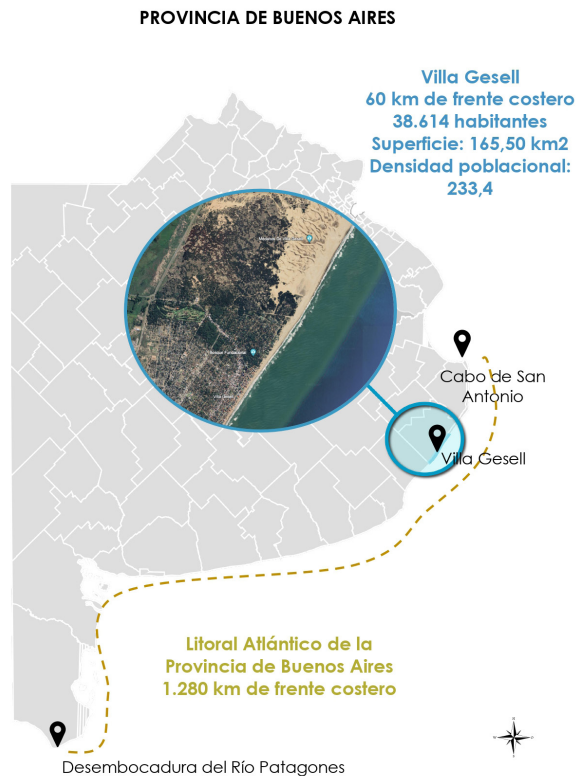 PROVINCIA DE BUENOS AIRES
Villa Gesell
60 km de frente costero
38.614 habitantes
Superficie: 165,50 km2
Densidad poblacional:
233,4
Cabo de San
Antonio
Villa Gesell
Litoral Atlántico de la
Provincia de Buenos Aires
1.280 km de frente costero
Desembocadura del Río Patagones